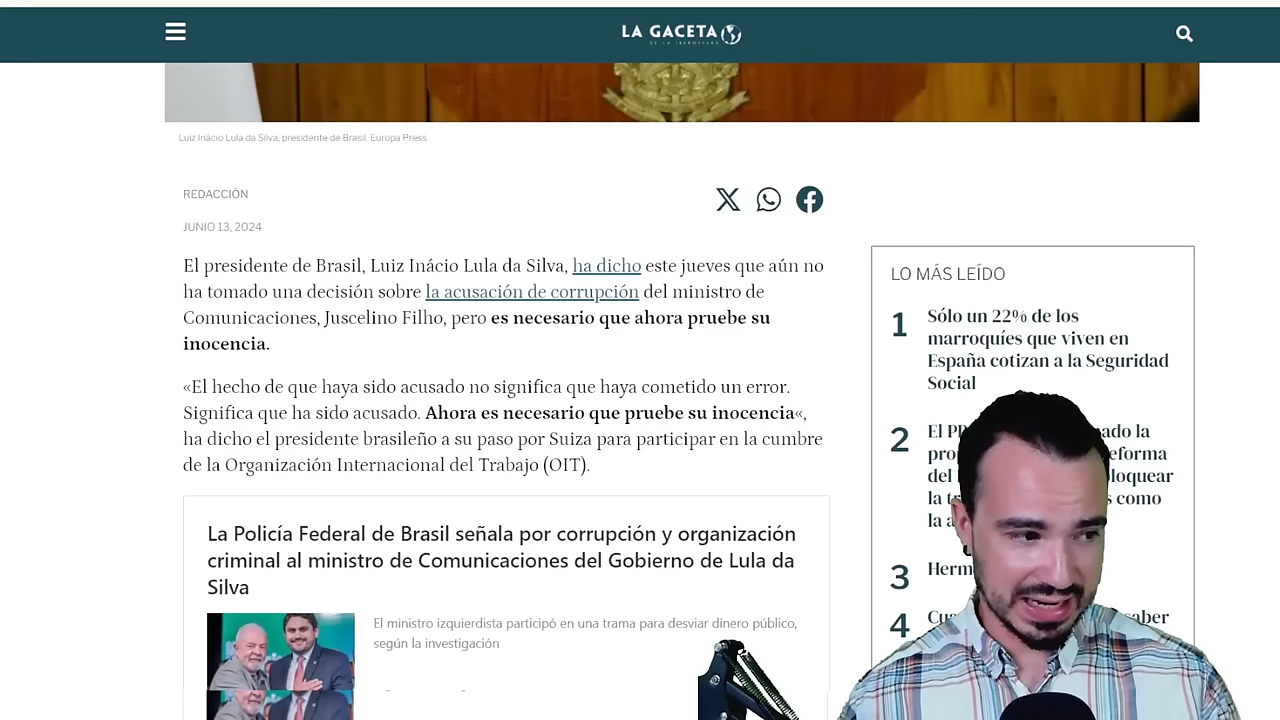 LA GACETA
DE LA IBEROSFERA
Luiz Inácio Lula da Silva, presidente de Brasil. Europa Press
REDACCIÓN
JUNIO 13, 2024
El presidente de Brasil, Luiz Inácio Lula da Silva, ha dicho este jueves que aún no
ha tomado una decisión sobre la acusación de corrupción del ministro de
Comunicaciones, Juscelino Filho, pero es necesario que ahora pruebe su
inocencia.
«El hecho de que haya sido acusado no significa que haya cometido un error.
Significa que ha sido acusado. Ahora es necesario que pruebe su inocencia«,
ha dicho el presidente brasileño a su paso por Suiza para participar en la cumbre
de la Organización Internacional del Trabajo (OIT).
La Policía Federal de Brasil señala por corrupción y organización
criminal al ministro de Comunicaciones del Gobierno de Lula da
Silva
El ministro izquierdista participó en una trama para desviar dinero público,
según la investigación
LO MÁS LEÍDO
1
Sólo un 22% de los
marroquíes que viven en
España cotizan a la Seguridad
Social
2
El la
del
la como
la
3
4